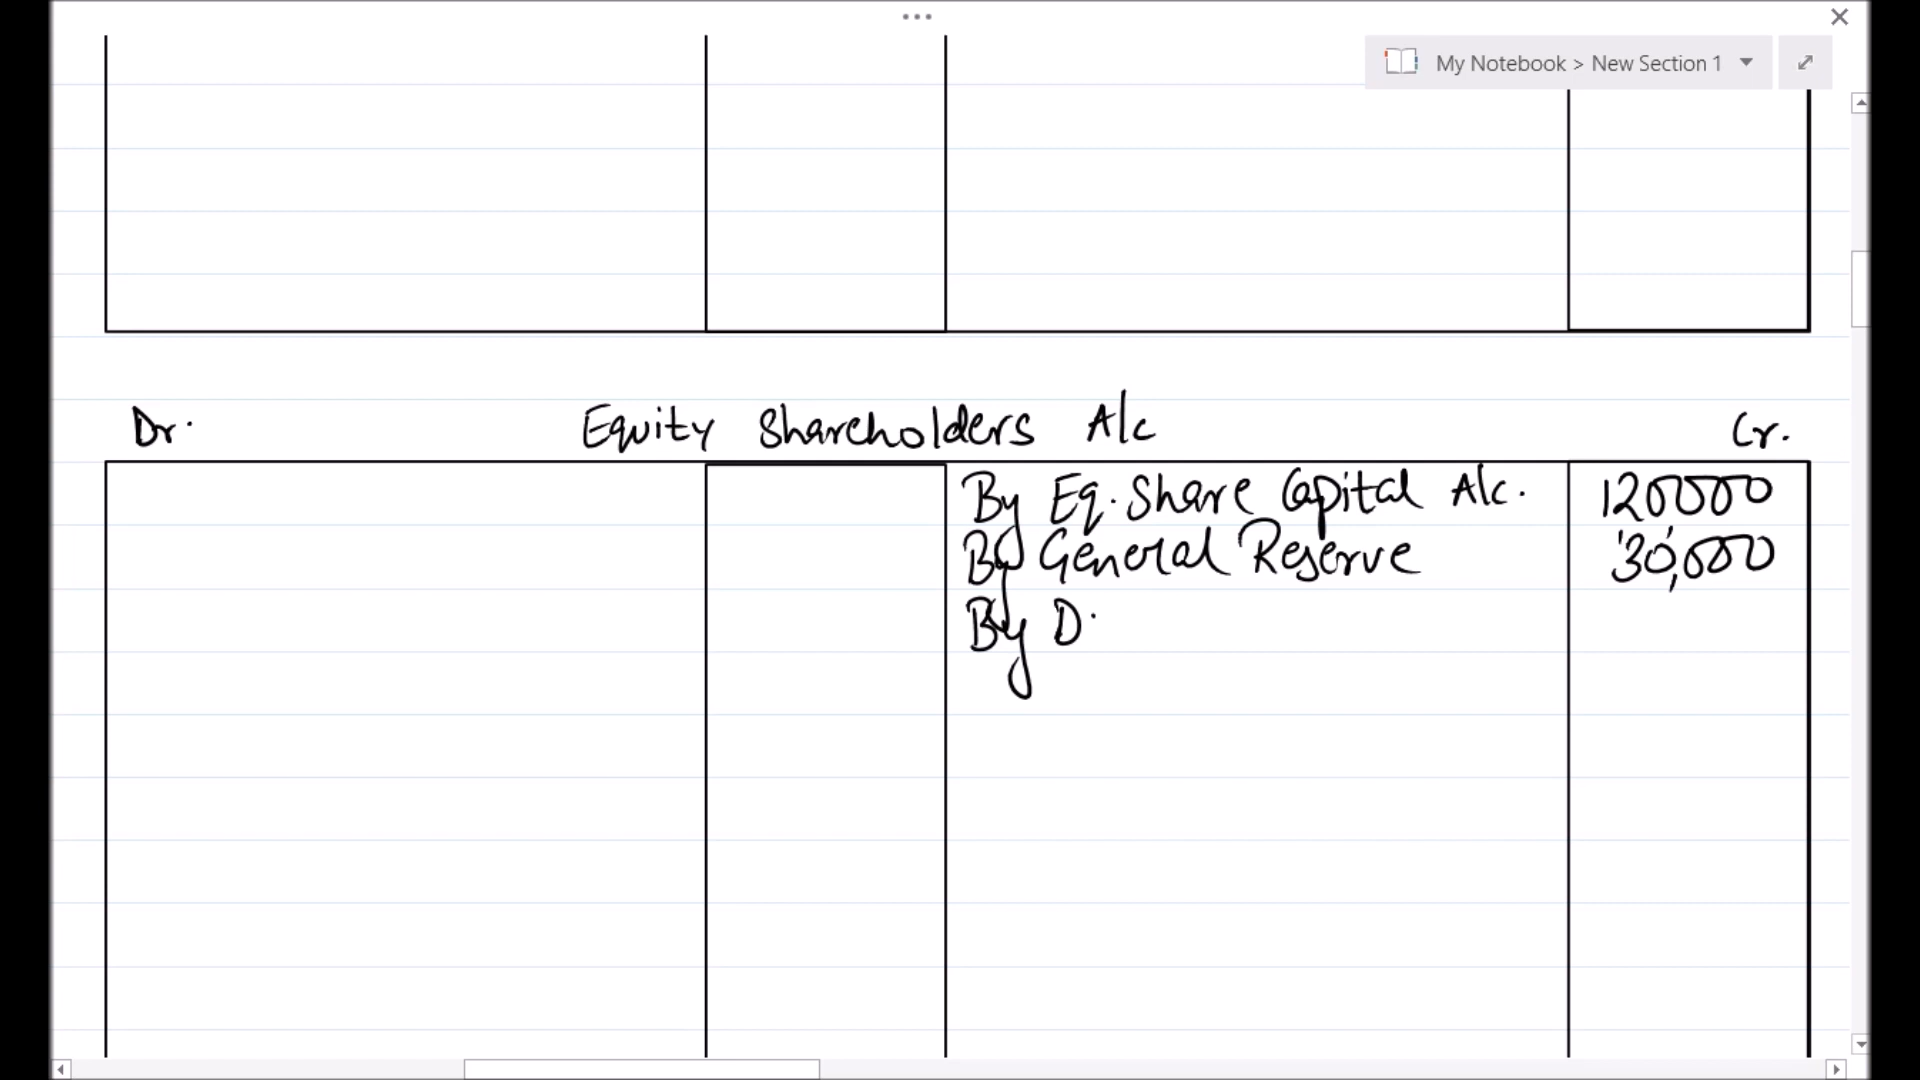 My Notebook > New Section 1
Dr. Equity Shareholders A/c Cr.
By Eq. Share Capital A/c. 120000
By General Reserve 30,000
By D.